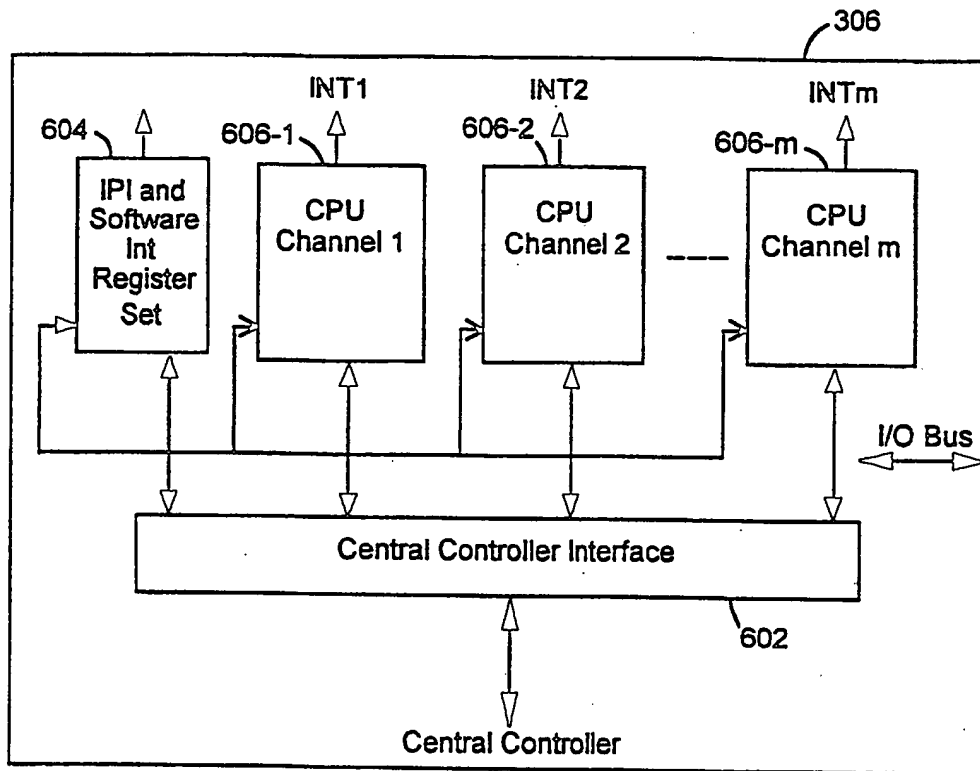 306
INT1
INT2
INTm
604
606-1
606-2
606-m
IPI and
Software
Int
Register
Set
CPU
Channel 1
CPU
Channel 2
CPU
Channel m
I/O Bus
Central Controller Interface
602
Central Controller